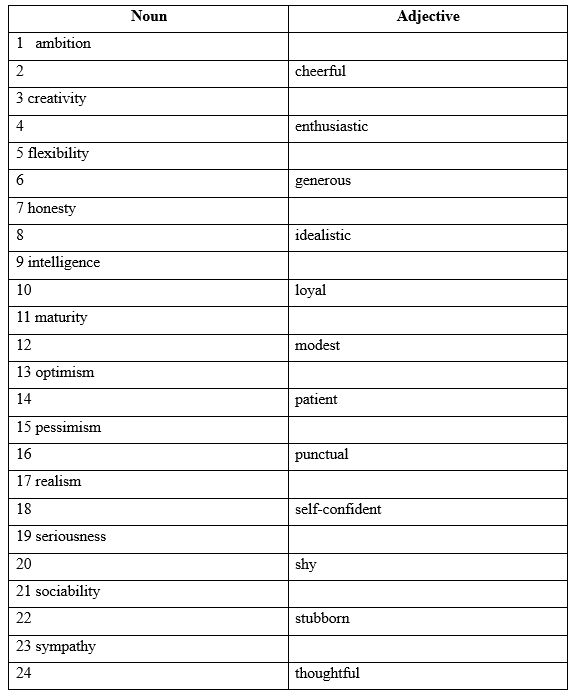 Noun Adjective
1 ambition
2 cheerful
3 creativity
4 enthusiastic
5 flexibility
6 generous
7 honesty
8 idealistic
9 intelligence
10 loyal
11 maturity
12 modest
13 optimism
14 patient
15 pessimism
16 punctual
17 realism
18 self-confident
19 seriousness
20 shy
21 sociability
22 stubborn
23 sympathy
24 thoughtful